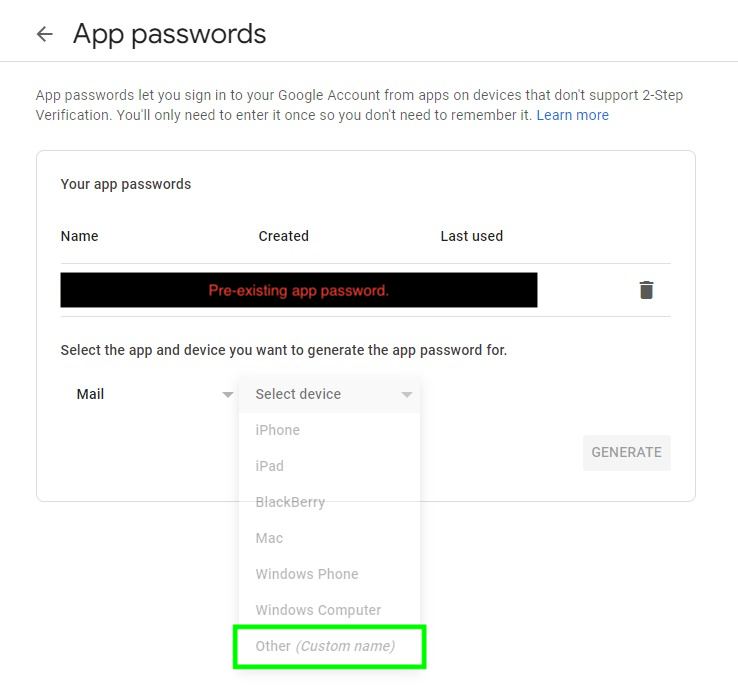 App passwords
App passwords let you sign in to your Google Account from apps on devices that don't support 2-Step
Verification. You'll only need to enter it once so you don't need to remember it. Learn more
Your app passwords
Name Created Last used
Pre-existing app password.
Select the app and device you want to generate the app password for.
Mail Select device
iPhone
GENERATE
iPad
BlackBerry
Mac
Windows Phone
Windows Computer
Other (Custom name)